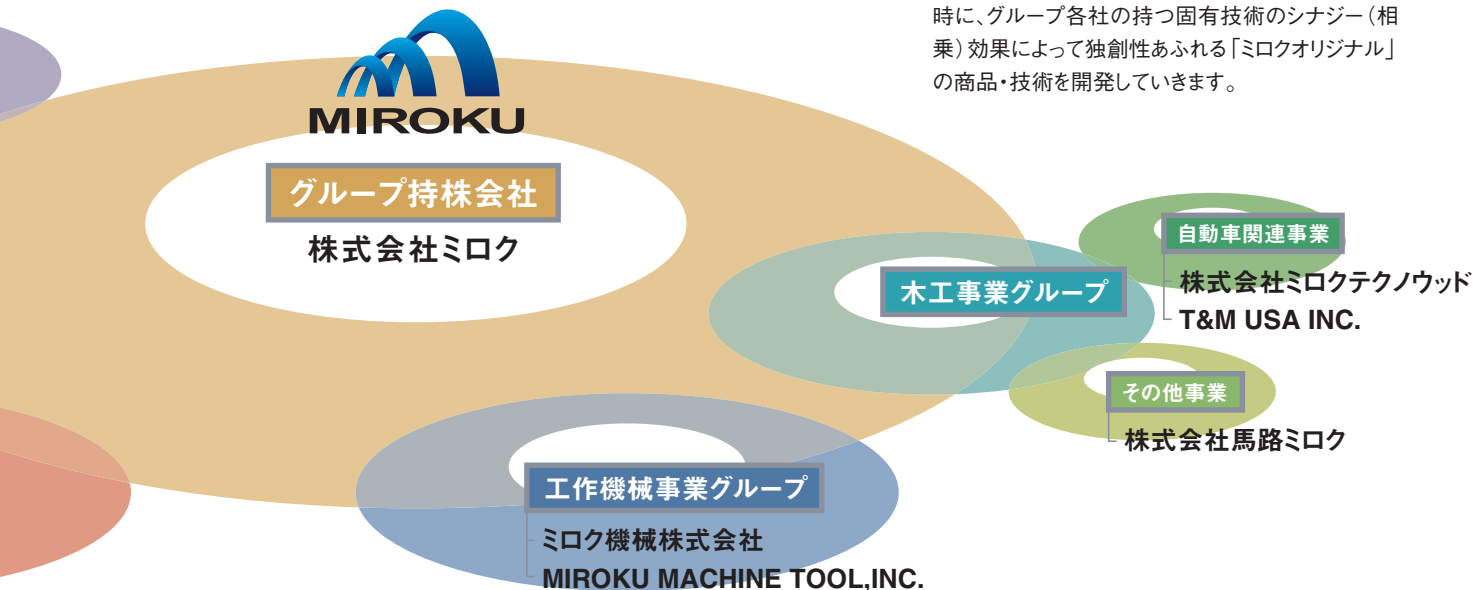 時に、グループ各社の持つ固有技術のシナジー（相
乗）効果によって独創性あふれる「ミロクオリジナル」
の商品・技術を開発していきます。
MIROKU
グループ持株会社
株式会社ミロク
自動車関連事業
株式会社ミロクテクノウッド
T&M USA INC.
木工事業グループ
その他事業
株式会社馬路ミロク
工作機械事業グループ
ミロク機械株式会社
MIROKU MACHINE TOOL,INC.